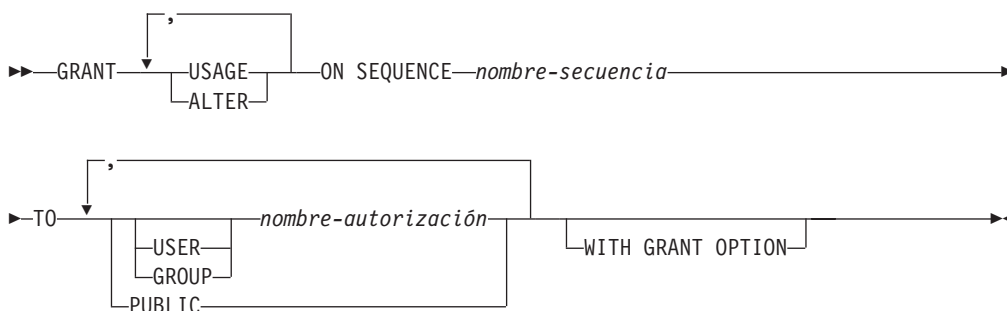 ,
GRANT USAGE ON SEQUENCE nombre-secuencia
ALTER
,
TO nombre-autorización
USER WITH GRANT OPTION
GROUP
PUBLIC